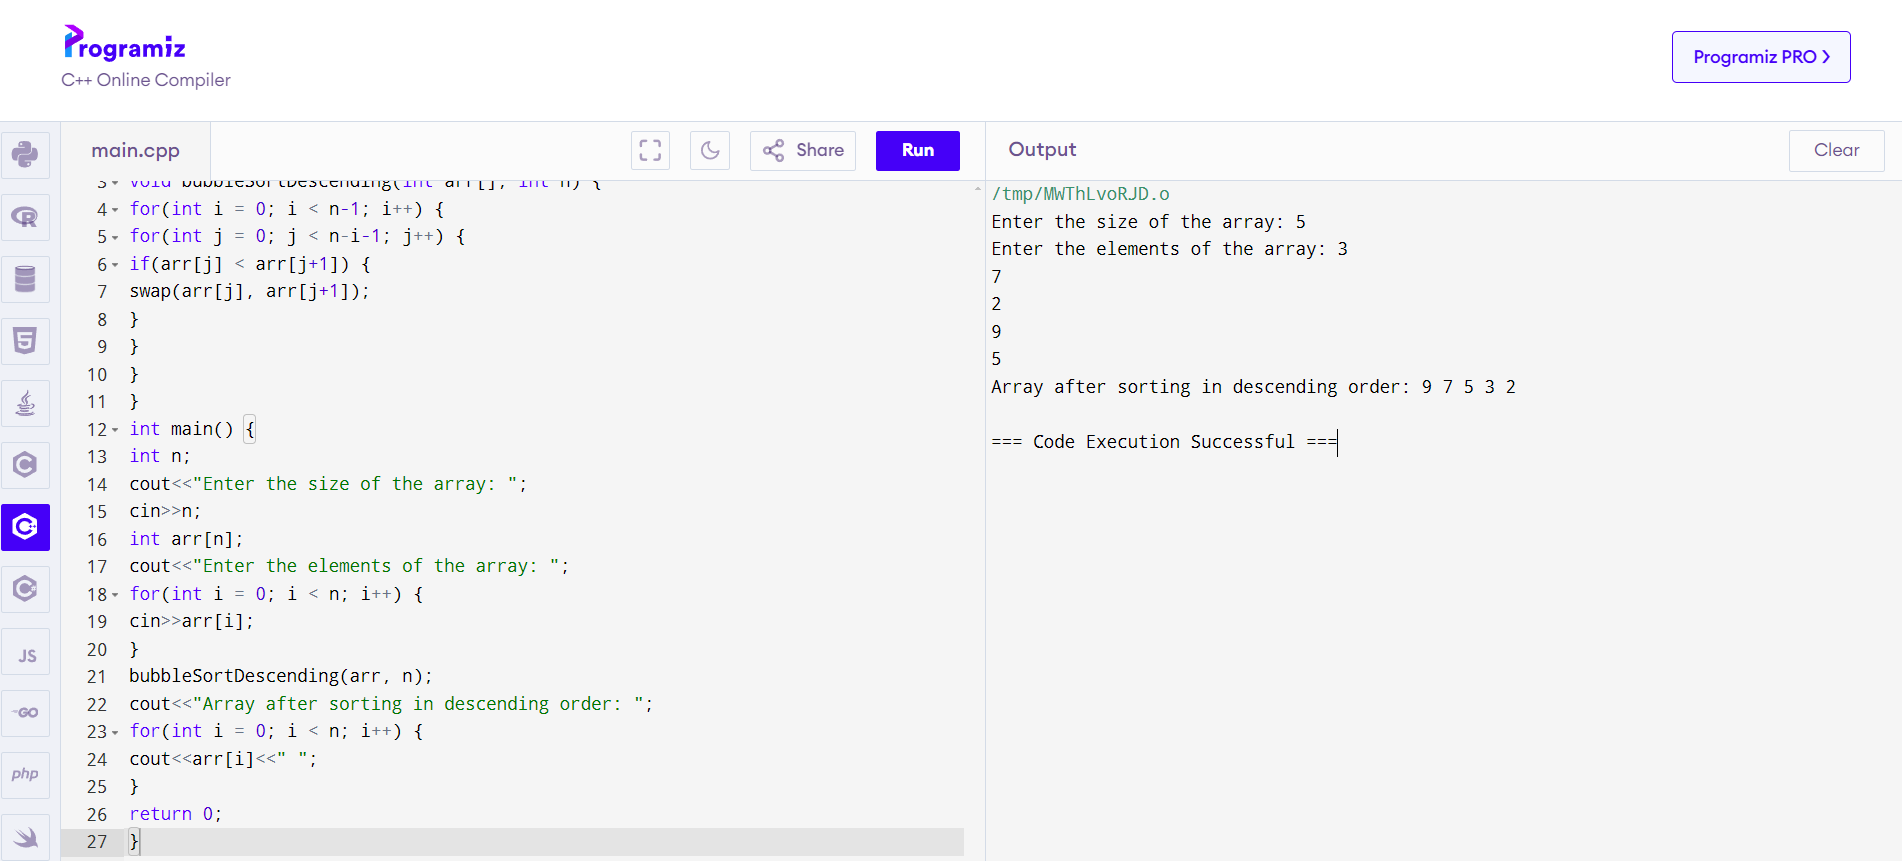 Programiz
C++ Online Compiler
Programiz PRO
main.cpp
Share
Run
Output
Clear
3 void bubbleSortDescending(int arr[], int n) {
4 for(int i = 0; i < n-1; i++) {
5 for(int j = 0; j < n-i-1; j++) {
6 if(arr[j] < arr[j+1]) {
7 swap(arr[j], arr[j+1]);
8 }
9 }
10 }
11 }
12 int main() {
13 int n;
14 cout<<"Enter the size of the array: ";
15 cin>>n;
16 int arr[n];
17 cout<<"Enter the elements of the array: ";
18 for(int i = 0; i < n; i++) {
19 cin>>arr[i];
20 }
21 bubbleSortDescending(arr, n);
22 cout<<"Array after sorting in descending order: ";
23 for(int i = 0; i < n; i++) {
24 cout<<arr[i]<<" ";
25 }
26 return 0;
27 }
/tmp/MWThLvoRJD.o
Enter the size of the array: 5
Enter the elements of the array: 3
7
2
9
5
Array after sorting in descending order: 9 7 5 3 2
=== Code Execution Successful ===
R
5
C
C++
C#
JS
GO
php